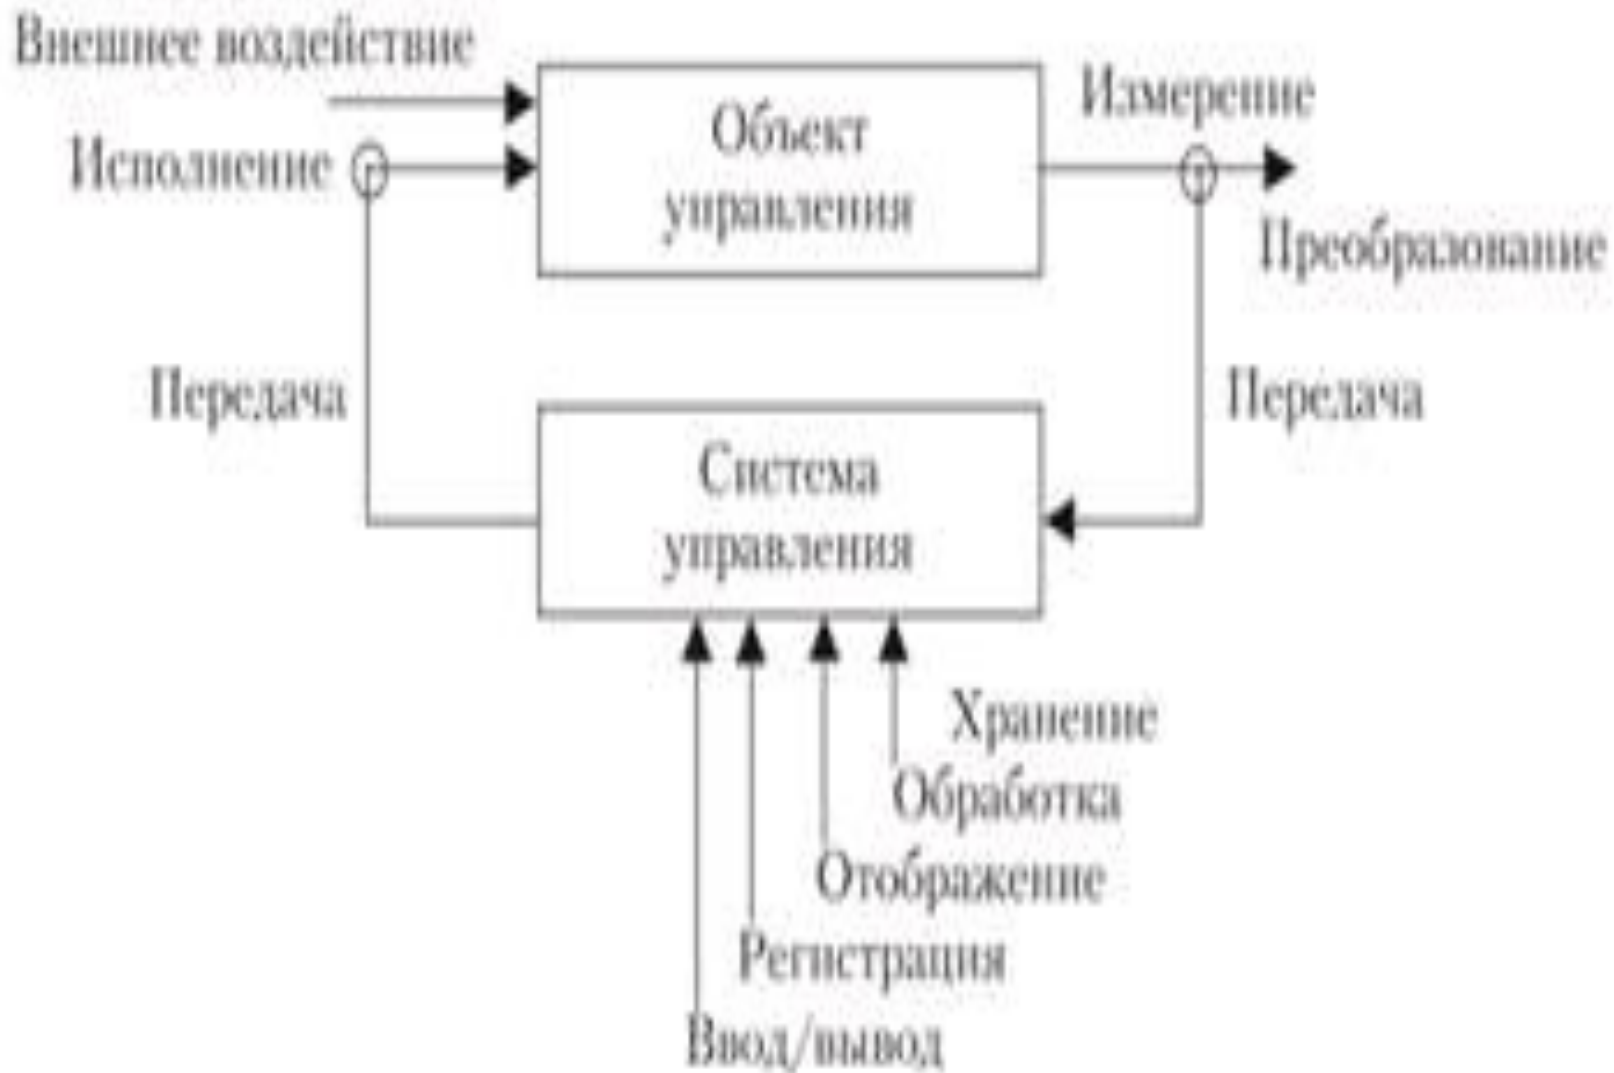 Внешнее воздействие
Исполнение
Объект
управления
Измерение
Преобразование
Передача
Передача
Система
управления
Хранение
Обработка
Отображение
Регистрация
Ввод/вывод